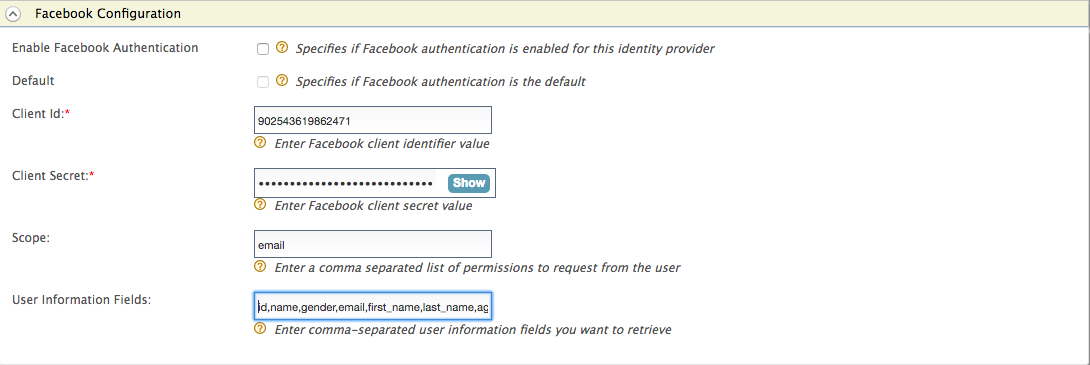 Facebook Configuration
Enable Facebook Authentication Specifies if Facebook authentication is enabled for this identity provider
Default Specifies if Facebook authentication is the default
Client Id:* 902543619862471
Enter Facebook client identifier value
Client Secret:* •••••••••••••••••••••••••••• Show
Enter Facebook client secret value
Scope: email
Enter a comma separated list of permissions to request from the user
User Information Fields: id,name,gender,email,first_name,last_name,ag
Enter comma-separated user information fields you want to retrieve